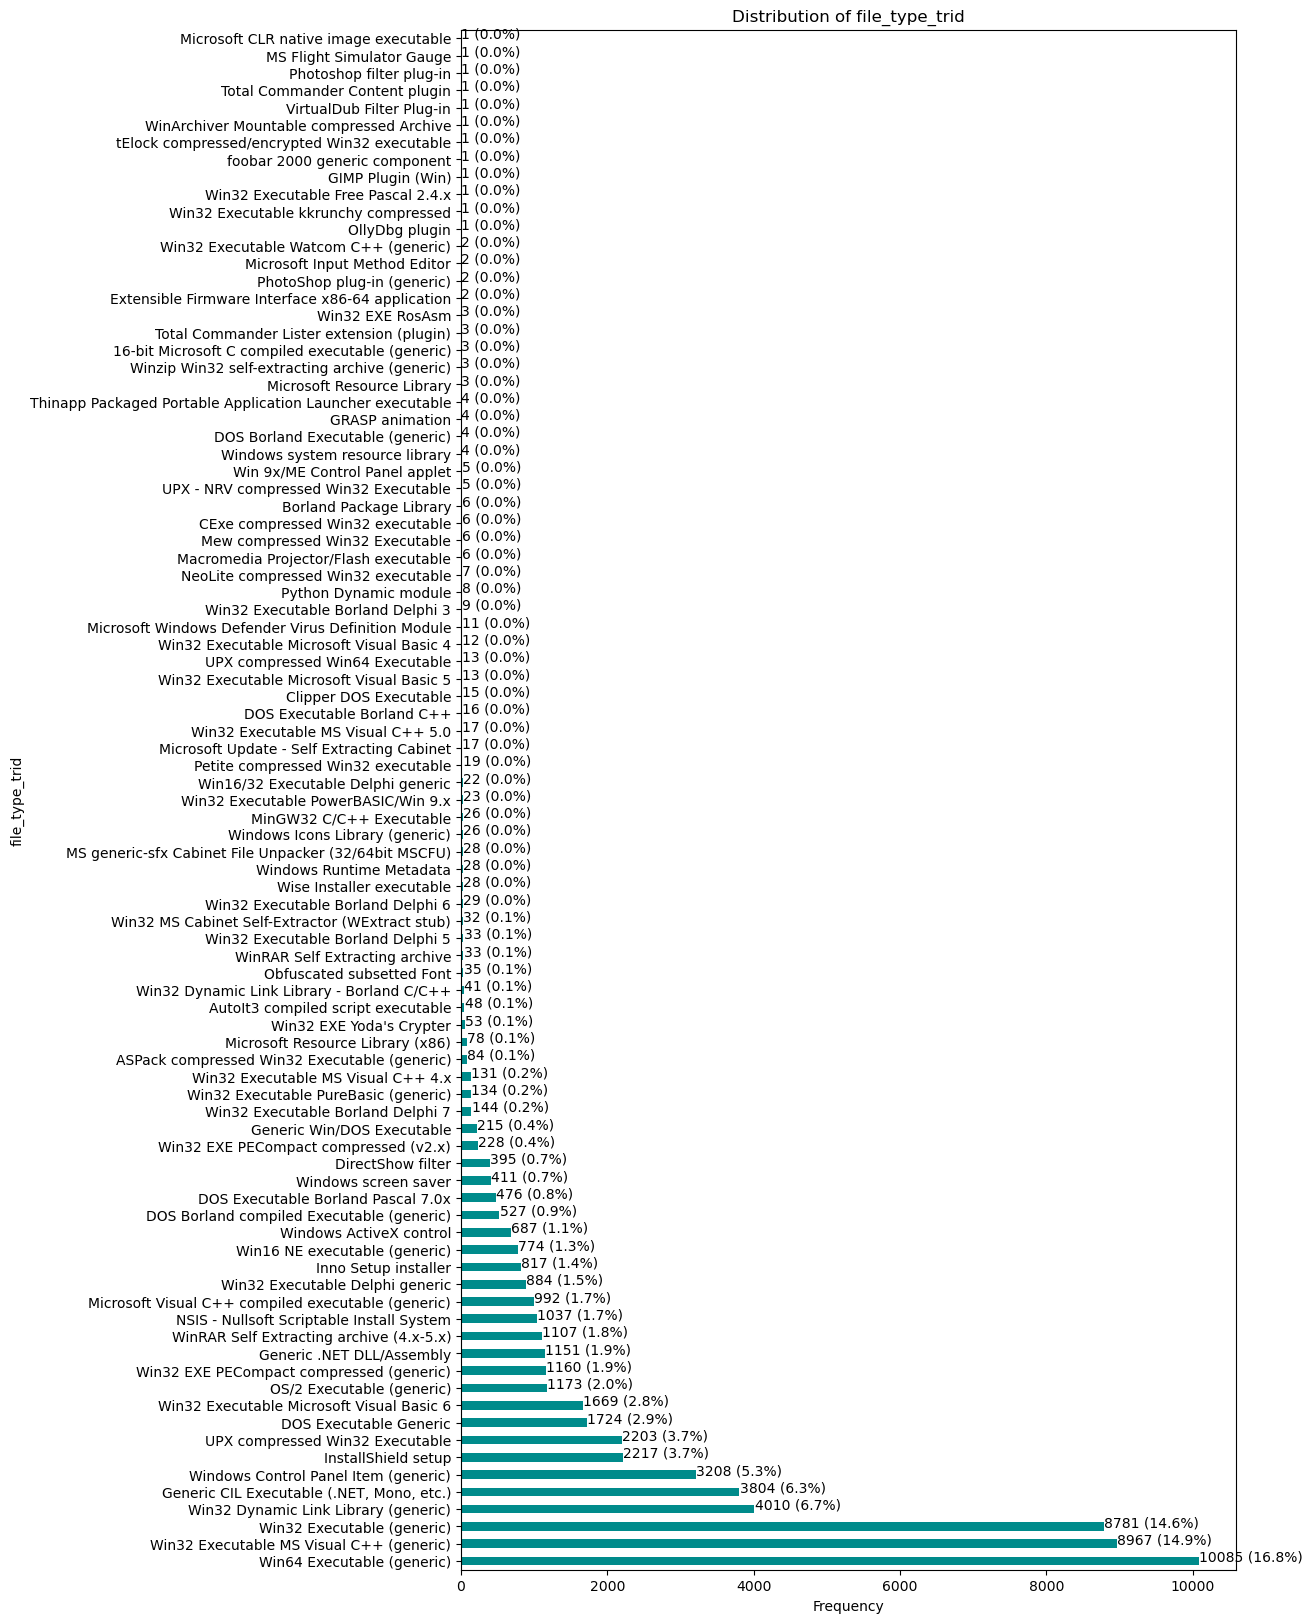 Distribution of file_type_trid
Microsoft CLR native image executable 1 (0.0%)
MS Flight Simulator Gauge 1 (0.0%)
Photoshop filter plug-in 1 (0.0%)
Total Commander Content plugin 1 (0.0%)
VirtualDub Filter Plug-in 1 (0.0%)
WinArchiver Mountable compressed Archive 1 (0.0%)
tElock compressed/encrypted Win32 executable 1 (0.0%)
foobar 2000 generic component 1 (0.0%)
GIMP Plugin (Win) 1 (0.0%)
Win32 Executable Free Pascal 2.4.x 1 (0.0%)
Win32 Executable kkrunchy compressed 1 (0.0%)
OllyDbg plugin 1 (0.0%)
Win32 Executable Watcom C++ (generic) 2 (0.0%)
Microsoft Input Method Editor 2 (0.0%)
PhotoShop plug-in (generic) 2 (0.0%)
Extensible Firmware Interface x86-64 application 2 (0.0%)
Win32 EXE RosAsm 3 (0.0%)
Total Commander Lister extension (plugin) 3 (0.0%)
16-bit Microsoft C compiled executable (generic) 3 (0.0%)
Winzip Win32 self-extracting archive (generic) 3 (0.0%)
Microsoft Resource Library 3 (0.0%)
Thinapp Packaged Portable Application Launcher executable 4 (0.0%)
GRASP animation 4 (0.0%)
DOS Borland Executable (generic) 4 (0.0%)
Windows system resource library 4 (0.0%)
Win 9x/ME Control Panel applet 5 (0.0%)
UPX - NRV compressed Win32 Executable 5 (0.0%)
Borland Package Library 6 (0.0%)
CExe compressed Win32 executable 6 (0.0%)
Mew compressed Win32 Executable 6 (0.0%)
Macromedia Projector/Flash executable 6 (0.0%)
NeoLite compressed Win32 executable 7 (0.0%)
Python Dynamic module 8 (0.0%)
Win32 Executable Borland Delphi 3 9 (0.0%)
Microsoft Windows Defender Virus Definition Module 11 (0.0%)
Win32 Executable Microsoft Visual Basic 4 12 (0.0%)
UPX compressed Win64 Executable 13 (0.0%)
Win32 Executable Microsoft Visual Basic 5 13 (0.0%)
Clipper DOS Executable 15 (0.0%)
DOS Executable Borland C++ 16 (0.0%)
Win32 Executable MS Visual C++ 5.0 17 (0.0%)
Microsoft Update - Self Extracting Cabinet 17 (0.0%)
Petite compressed Win32 executable 19 (0.0%)
Win16/32 Executable Delphi generic 22 (0.0%)
Win32 Executable PowerBASIC/Win 9.x 23 (0.0%)
MinGW32 C/C++ Executable 26 (0.0%)
Windows Icons Library (generic) 26 (0.0%)
MS generic-sfx Cabinet File Unpacker (32/64bit MSCFU) 28 (0.0%)
Windows Runtime Metadata 28 (0.0%)
Wise Installer executable 28 (0.0%)
Win32 Executable Borland Delphi 6 29 (0.0%)
Win32 MS Cabinet Self-Extractor (WExtract stub) 32 (0.1%)
Win32 Executable Borland Delphi 5 33 (0.1%)
WinRAR Self Extracting archive 33 (0.1%)
Obfuscated subsetted Font 35 (0.1%)
Win32 Dynamic Link Library - Borland C/C++ 41 (0.1%)
AutoIt3 compiled script executable 48 (0.1%)
Win32 EXE Yoda's Crypter 53 (0.1%)
Microsoft Resource Library (x86) 78 (0.1%)
ASPack compressed Win32 Executable (generic) 84 (0.1%)
Win32 Executable MS Visual C++ 4.x 131 (0.2%)
Win32 Executable PureBasic (generic) 134 (0.2%)
Win32 Executable Borland Delphi 7 144 (0.2%)
Generic Win/DOS Executable 215 (0.4%)
Win32 EXE PECompact compressed (v2.x) 228 (0.4%)
DirectShow filter 395 (0.7%)
Windows screen saver 411 (0.7%)
DOS Executable Borland Pascal 7.0x 476 (0.8%)
DOS Borland compiled Executable (generic) 527 (0.9%)
Windows ActiveX control 687 (1.1%)
Win16 NE executable (generic) 774 (1.3%)
Inno Setup installer 817 (1.4%)
Win32 Executable Delphi generic 884 (1.5%)
Microsoft Visual C++ compiled executable (generic) 992 (1.7%)
NSIS - Nullsoft Scriptable Install System 1037 (1.7%)
WinRAR Self Extracting archive (4.x-5.x) 1107 (1.8%)
Generic .NET DLL/Assembly 1151 (1.9%)
Win32 EXE PECompact compressed (generic) 1160 (1.9%)
OS/2 Executable (generic) 1173 (2.0%)
Win32 Executable Microsoft Visual Basic 6 1669 (2.8%)
DOS Executable Generic 1724 (2.9%)
UPX compressed Win32 Executable 2203 (3.7%)
InstallShield setup 2217 (3.7%)
Windows Control Panel Item (generic) 3208 (5.3%)
Generic CIL Executable (.NET, Mono, etc.) 3804 (6.3%)
Win32 Dynamic Link Library (generic) 4010 (6.7%)
Win32 Executable (generic) 8781 (14.6%)
Win32 Executable MS Visual C++ (generic) 8967 (14.9%)
Win64 Executable (generic) 10085 (16.8%)
file_type_trid
0 2000 4000 6000 8000 10000
Frequency